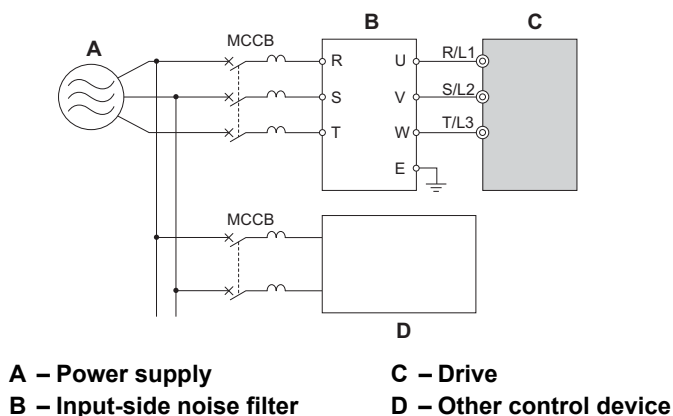 A
B
C
MCCB
R
U
R/L1
S
V
S/L2
T
W
T/L3
E
MCCB
D
A – Power supply
B – Input-side noise filter
C – Drive
D – Other control device